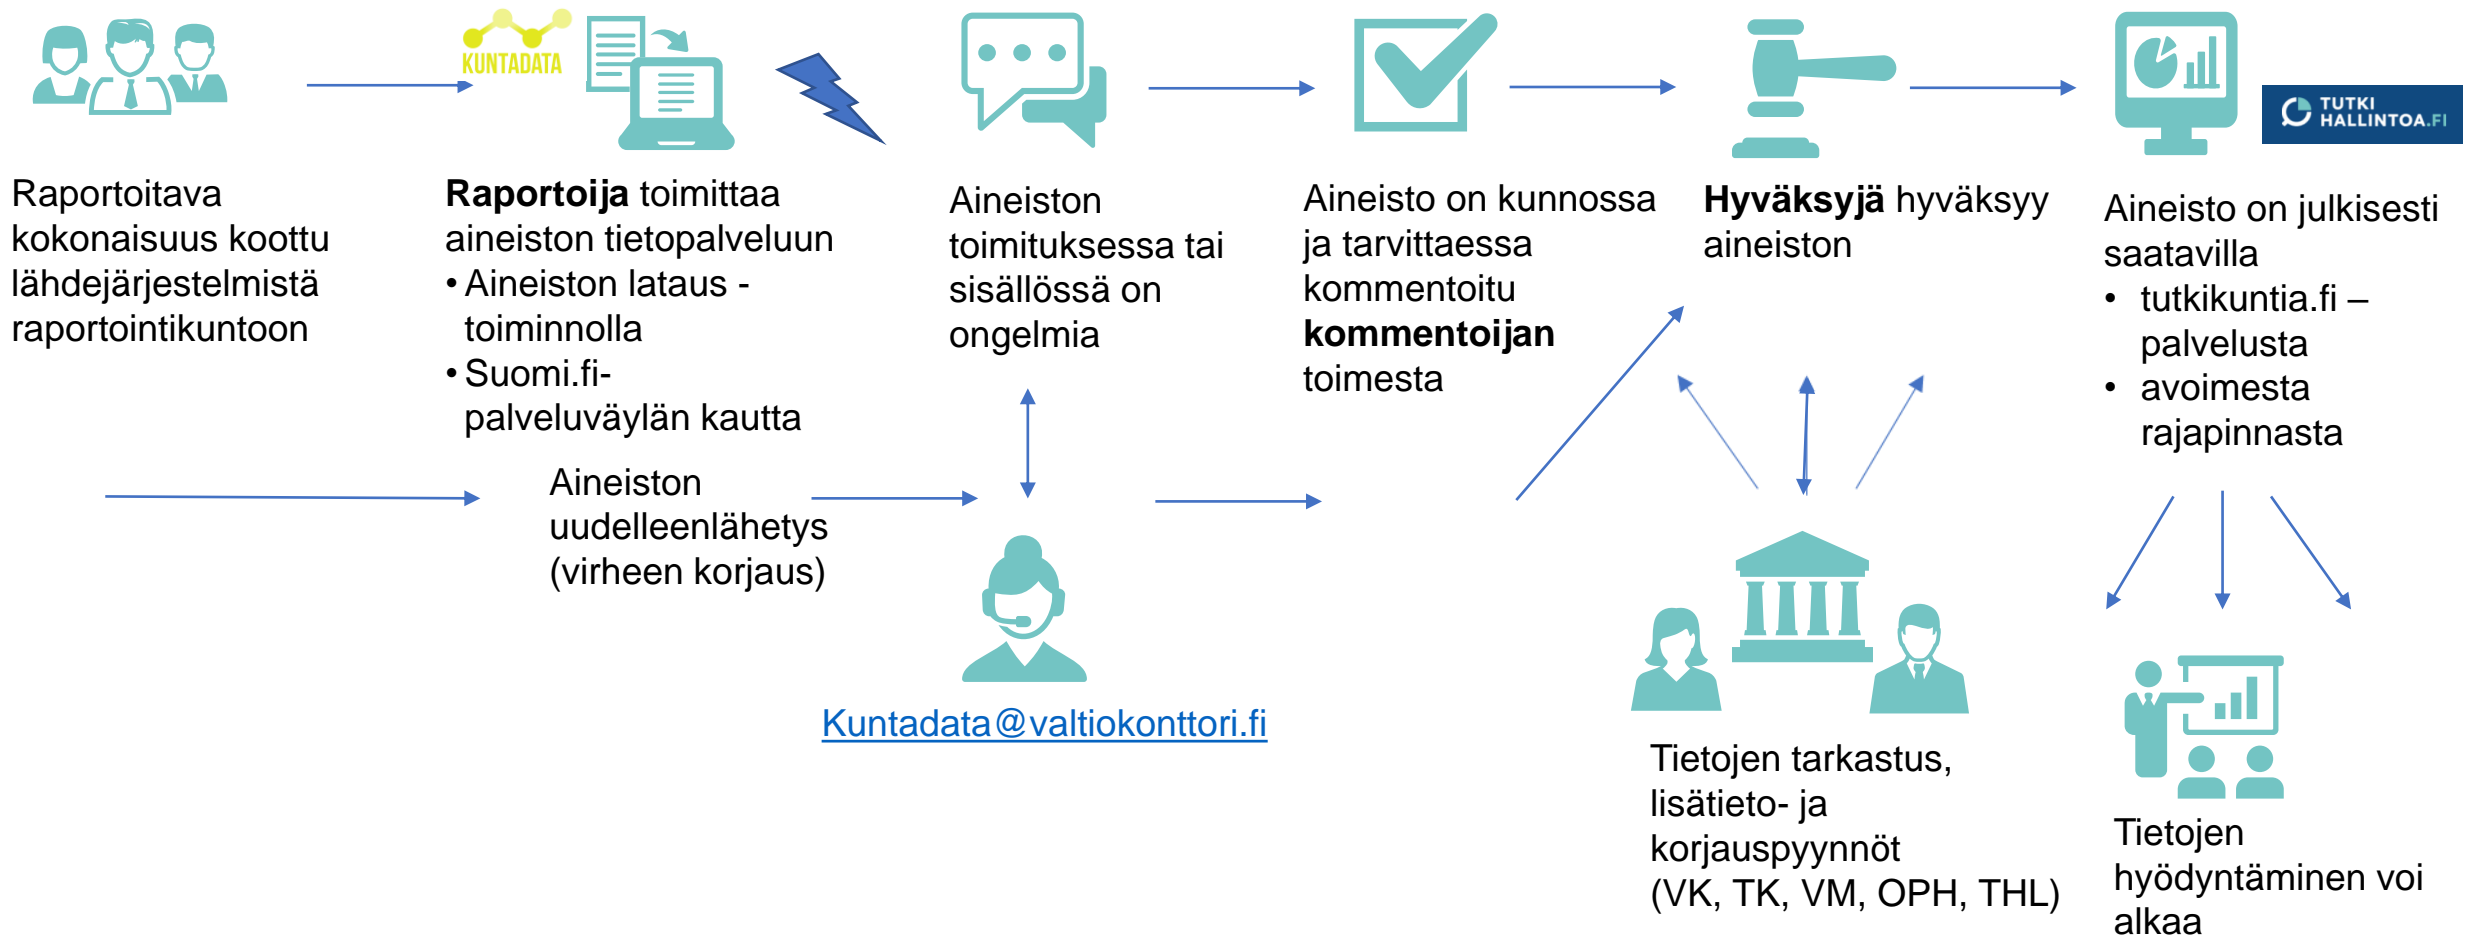 KUNTADATA
TUTKI
HALLINTOA.FI
Raportoitava
kokonaisuus koottu
lähdejärjestelmistä
raportointikuntoon
Raportoija toimittaa
aineiston tietopalveluun
• Aineiston lataus -
toiminnolla
• Suomi.fi-
palveluväylän kautta
Aineiston
toimituksessa tai
sisällössä on
ongelmia
Aineisto on kunnossa
ja tarvittaessa
kommentoitu
kommentoijan
toimesta
Hyväksyjä hyväksyy
aineiston
Aineisto on julkisesti
saatavilla
• tutkikuntia.fi –
palvelusta
• avoimesta
rajapinnasta
Aineiston
uudelleenlähetys
(virheen korjaus)
Kuntadata@valtiokonttori.fi
Tietojen tarkastus,
lisätieto- ja
korjauspyynnöt
(VK, TK, VM, OPH, THL)
Tietojen
hyödyntäminen voi
alkaa